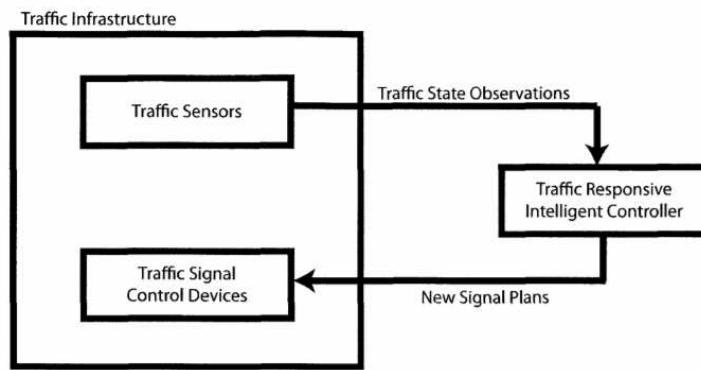 Traffic Infrastructure
Traffic Sensors
Traffic State Observations
Traffic Responsive
Intelligent Controller
Traffic Signal
Control Devices
New Signal Plans